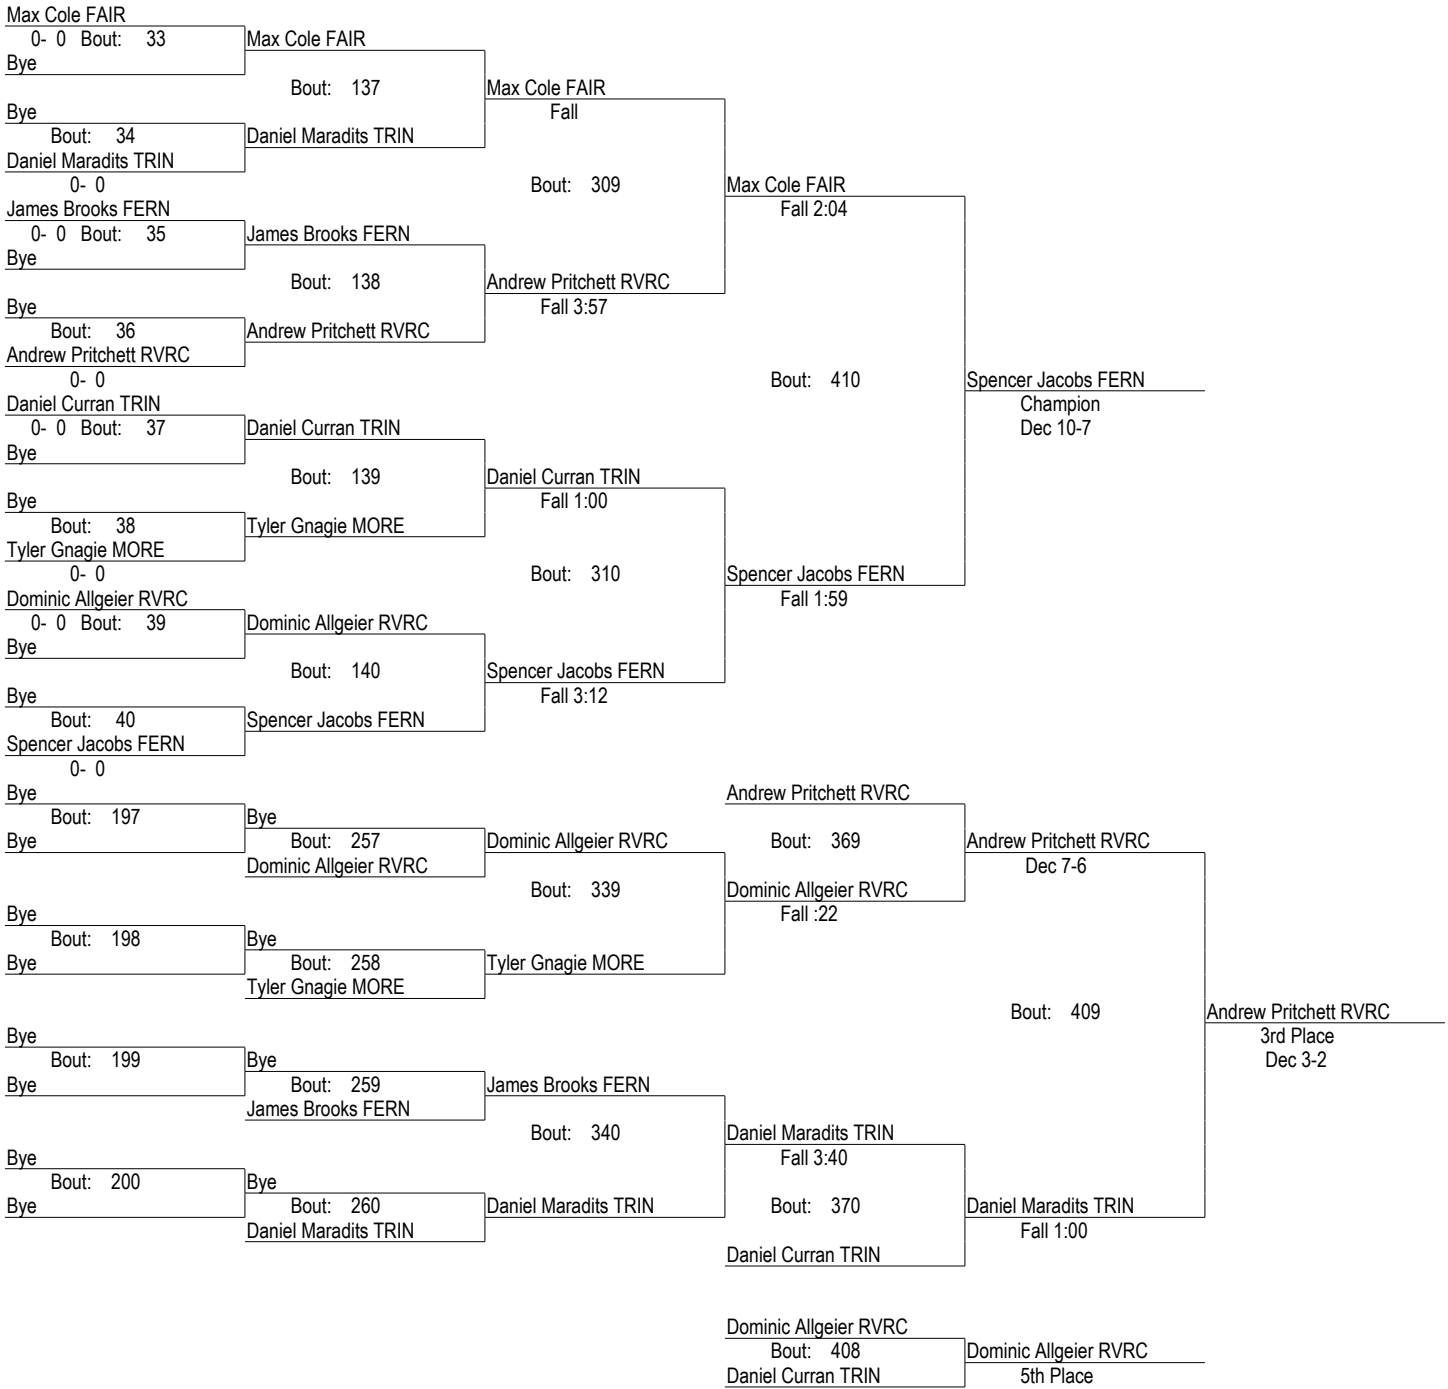 Max Cole FAIR
0- 0 Bout: 33
Max Cole FAIR
Bye
Bout: 137
Max Cole FAIR
Bye
Fall
Bout: 34
Daniel Maradits TRIN
Daniel Maradits TRIN
0- 0
Bout: 309
Max Cole FAIR
James Brooks FERN
Fall 2:04
0- 0 Bout: 35
James Brooks FERN
Bye
Bout: 138
Andrew Pritchett RVRC
Bye
Fall 3:57
Bout: 36
Andrew Pritchett RVRC
Andrew Pritchett RVRC
0- 0
Bout: 410
Spencer Jacobs FERN
Daniel Curran TRIN
Champion
0- 0 Bout: 37
Daniel Curran TRIN
Dec 10-7
Bye
Bout: 139
Daniel Curran TRIN
Bye
Fall 1:00
Bout: 38
Tyler Gnagie MORE
Tyler Gnagie MORE
0- 0
Bout: 310
Spencer Jacobs FERN
Dominic Allgeier RVRC
Fall 1:59
0- 0 Bout: 39
Dominic Allgeier RVRC
Bye
Bout: 140
Spencer Jacobs FERN
Bye
Fall 3:12
Bout: 40
Spencer Jacobs FERN
Spencer Jacobs FERN
0- 0
Bye
Andrew Pritchett RVRC
Bout: 197
Bye
Bye
Bout: 257
Dominic Allgeier RVRC
Bout: 369
Andrew Pritchett RVRC
Dominic Allgeier RVRC
Dec 7-6
Bout: 339
Dominic Allgeier RVRC
Bye
Fall :22
Bout: 198
Bye
Bye
Bout: 258
Tyler Gnagie MORE
Tyler Gnagie MORE
Bout: 409
Andrew Pritchett RVRC
Bye
3rd Place
Bout: 199
Bye
Dec 3-2
Bye
Bout: 259
James Brooks FERN
James Brooks FERN
Bout: 340
Daniel Maradits TRIN
Bye
Fall 3:40
Bout: 200
Bye
Bye
Bout: 260
Daniel Maradits TRIN
Bout: 370
Daniel Maradits TRIN
Daniel Maradits TRIN
Fall 1:00
Daniel Curran TRIN
Dominic Allgeier RVRC
Bout: 408
Dominic Allgeier RVRC
Daniel Curran TRIN
5th Place